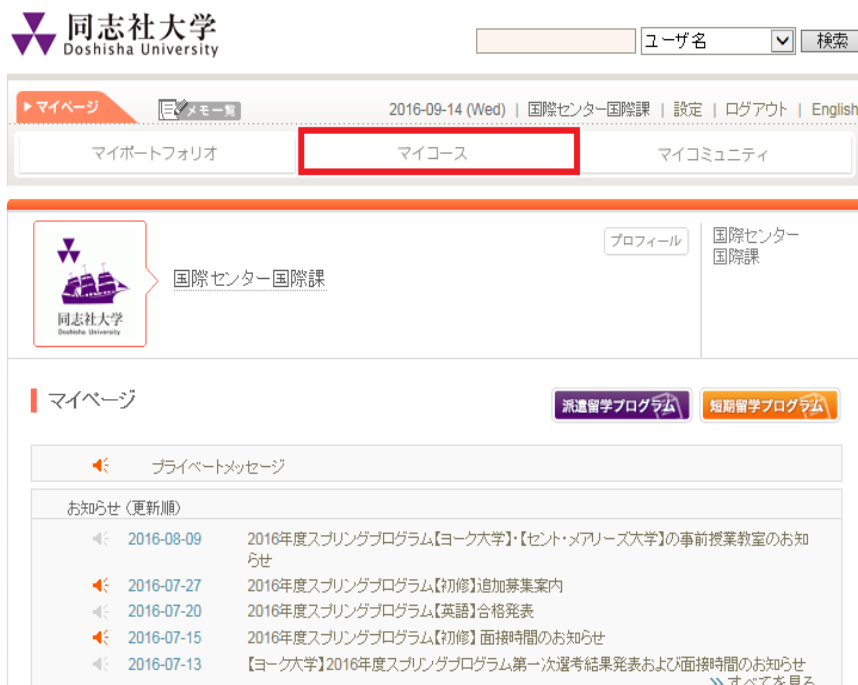 同志社大学
Doshisha University
ユーザ名
検索
マイページ
メモ一覧
2016-09-14 (Wed) | 国際センター国際課 | 設定 | ログアウト | English
マイポートフォリオ
マイコース
マイコミュニティ
同志社大学
Doshisha University
国際センター国際課
プロフィール
国際センター
国際課
マイページ
派遣留学プログラム
短期留学プログラム
プライベートメッセージ
お知らせ（更新順）
2016-08-09 2016年度スプリングプログラム【ヨーク大学】・【セント・メアリーズ大学】の事前授業教室のお知
らせ
2016-07-27 2016年度スプリングプログラム【初修】追加募集案内
2016-07-20 2016年度スプリングプログラム【英語】合格発表
2016-07-15 2016年度スプリングプログラム【初修】 面接時間のお知らせ
2016-07-13 【ヨーク大学】2016年度スプリングプログラム第一次選考結果発表および面接時間のお知らせ
すべてを見る